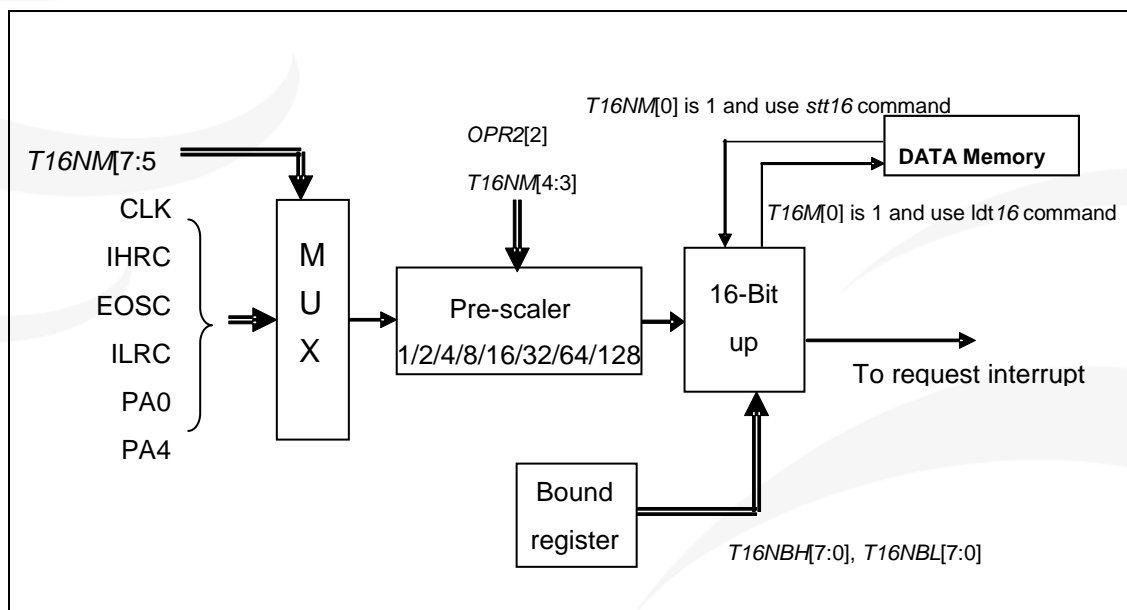 T16NM[0] is 1 and use stt16 command
OPR2[2]
T16NM[7:5
DATA Memory
T16NM[4:3]
T16M[0] is 1 and use ldt16 command
CLK
IHRC
EOSC
ILRC
PA0
PA4
M
U
X
Pre-scaler
1/2/4/8/16/32/64/128
16-Bit
up
To request interrupt
Bound
register
T16NBH[7:0], T16NBL[7:0]